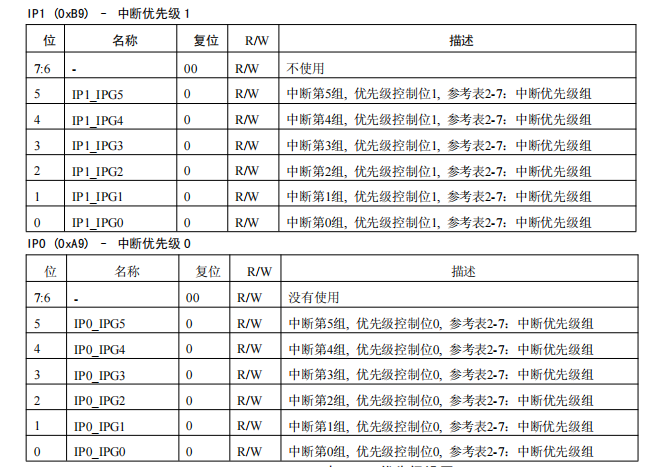 IP1 (0xB9) – 中断优先级 1
位 名称 复位 R/W 描述
7:6 - 00 R/W 不使用
5 IP1_IPG5 0 R/W 中断第5组, 优先级控制位1, 参考表2-7: 中断优先级组
4 IP1_IPG4 0 R/W 中断第4组, 优先级控制位1, 参考表2-7: 中断优先级组
3 IP1_IPG3 0 R/W 中断第3组, 优先级控制位1, 参考表2-7: 中断优先级组
2 IP1_IPG2 0 R/W 中断第2组, 优先级控制位1, 参考表2-7: 中断优先级组
1 IP1_IPG1 0 R/W 中断第1组, 优先级控制位1, 参考表2-7: 中断优先级组
0 IP1_IPG0 0 R/W 中断第0组, 优先级控制位1, 参考表2-7: 中断优先级组
IP0 (0xA9) – 中断优先级 0
位 名称 复位 R/W 描述
7:6 - 00 R/W 没有使用
5 IP0_IPG5 0 R/W 中断第5组, 优先级控制位0, 参考表2-7: 中断优先级组
4 IP0_IPG4 0 R/W 中断第4组, 优先级控制位0, 参考表2-7: 中断优先级组
3 IP0_IPG3 0 R/W 中断第3组, 优先级控制位0, 参考表2-7: 中断优先级组
2 IP0_IPG2 0 R/W 中断第2组, 优先级控制位0, 参考表2-7: 中断优先级组
1 IP0_IPG1 0 R/W 中断第1组, 优先级控制位0, 参考表2-7: 中断优先级组
0 IP0_IPG0 0 R/W 中断第0组, 优先级控制位0, 参考表2-7: 中断优先级组